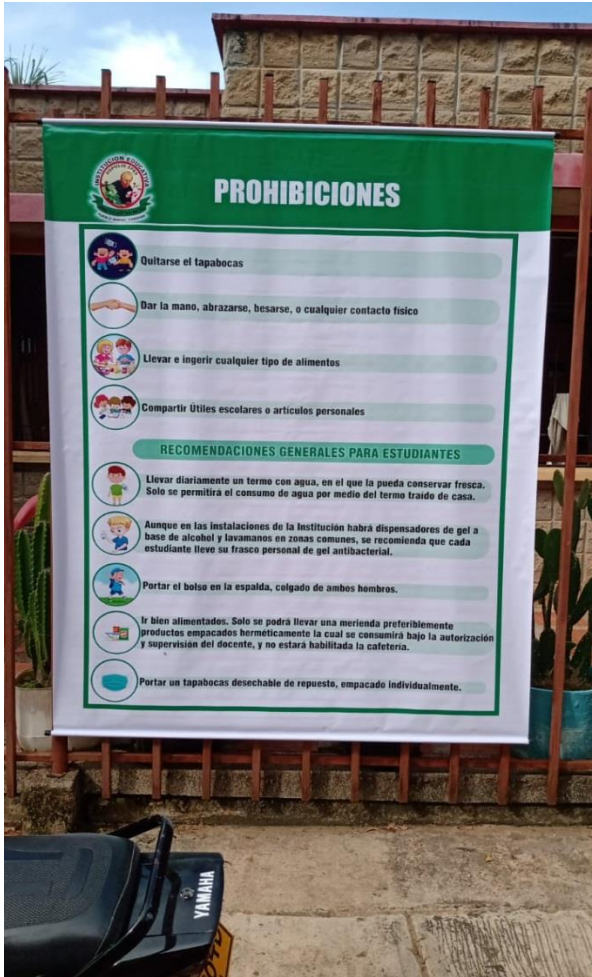 INSTITUCION EDUCATIVA
PROHIBICIONES
Quitarse el tapabocas
Dar la mano, abrazarse, besarse, o cualquier contacto físico
Llevar e ingerir cualquier tipo de alimentos
Compartir Útiles escolares o artículos personales
RECOMENDACIONES GENERALES PARA ESTUDIANTES
Llevar diariamente un termo con agua, en el que la pueda conservar fresca.
Solo se permitirá el consumo de agua por medio del termo traído de casa.
Aunque en las instalaciones de la Institución habrá dispensadores de gel a
base de alcohol y lavamanos en zonas comunes, se recomienda que cada
estudiante lleve su frasco personal de gel antibacterial.
Portar el bolso en la espalda, colgado de ambos hombros.
Ir bien alimentados. Solo se podrá llevar una merienda preferiblemente
productos empacados herméticamente la cual se consumirá bajo la autorización
y supervisión del docente, y no estará habilitada la cafetería.
Portar un tapabocas desechable de repuesto, empacado individualmente.
YAMAHA